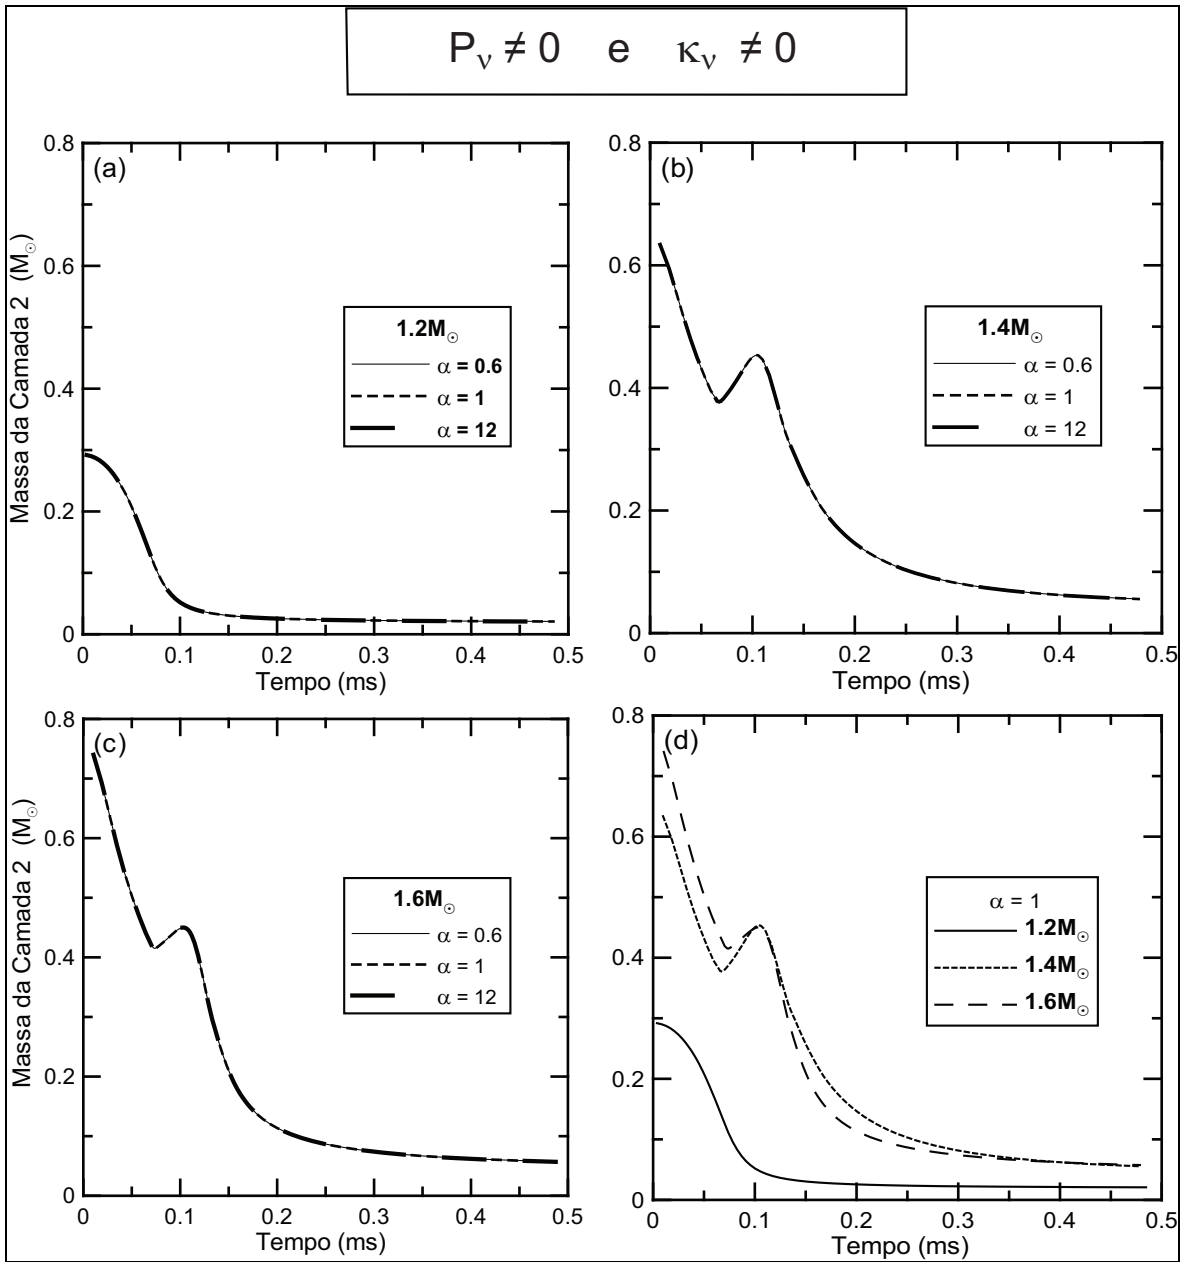 Pν ≠ 0 e κν ≠ 0
(a)
Massa da Camada 2 (M☉)
0.8
0.6
0.4
0.2
0
0 0.1 0.2 0.3 0.4 0.5
Tempo (ms)
1.2M☉
α = 0.6
α = 1
α = 12
(b)
0.8
0.6
0.4
0.2
0
0 0.1 0.2 0.3 0.4 0.5
Tempo (ms)
1.4M☉
α = 0.6
α = 1
α = 12
(c)
Massa da Camada 2 (M☉)
0.8
0.6
0.4
0.2
0
0 0.1 0.2 0.3 0.4 0.5
Tempo (ms)
1.6M☉
α = 0.6
α = 1
α = 12
(d)
0.8
0.6
0.4
0.2
0
0 0.1 0.2 0.3 0.4 0.5
Tempo (ms)
α = 1
1.2M☉
1.4M☉
1.6M☉